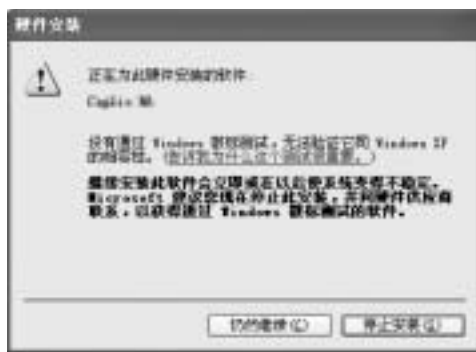 硬件安装
正在为此硬件安装的软件:
没有通过 Windows 徽标测试，无法验证它同 Windows XP
的相容性。（告诉我为什么这个测试很重要。）
继续安装此软件会立即或在以后使系统变得不稳定。
Microsoft 建议您现在停止此安装，并同硬件供应商
联系，以获得通过 Windows 徽标测试的软件。
仍然继续(C) 停止安装(S)